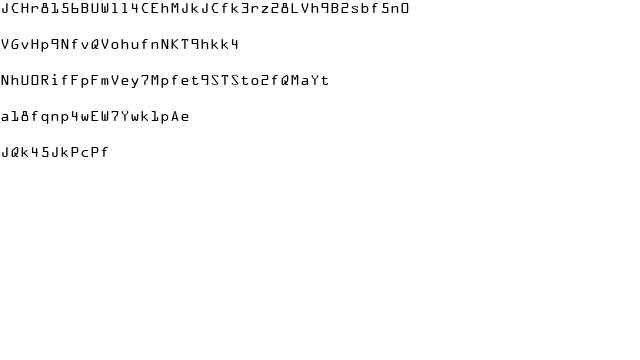 JCHr8156BUW114CEhMJkJCfk3rz28LVh9B2sbf5nO
VGvHp9NfvQVohufnNKT9hkk4
NhUORifFpFmVey7Mpfet9STSto2fQMaYt
a18fqnp4wEW7Ywk1pAe
JQk45JkPcPf